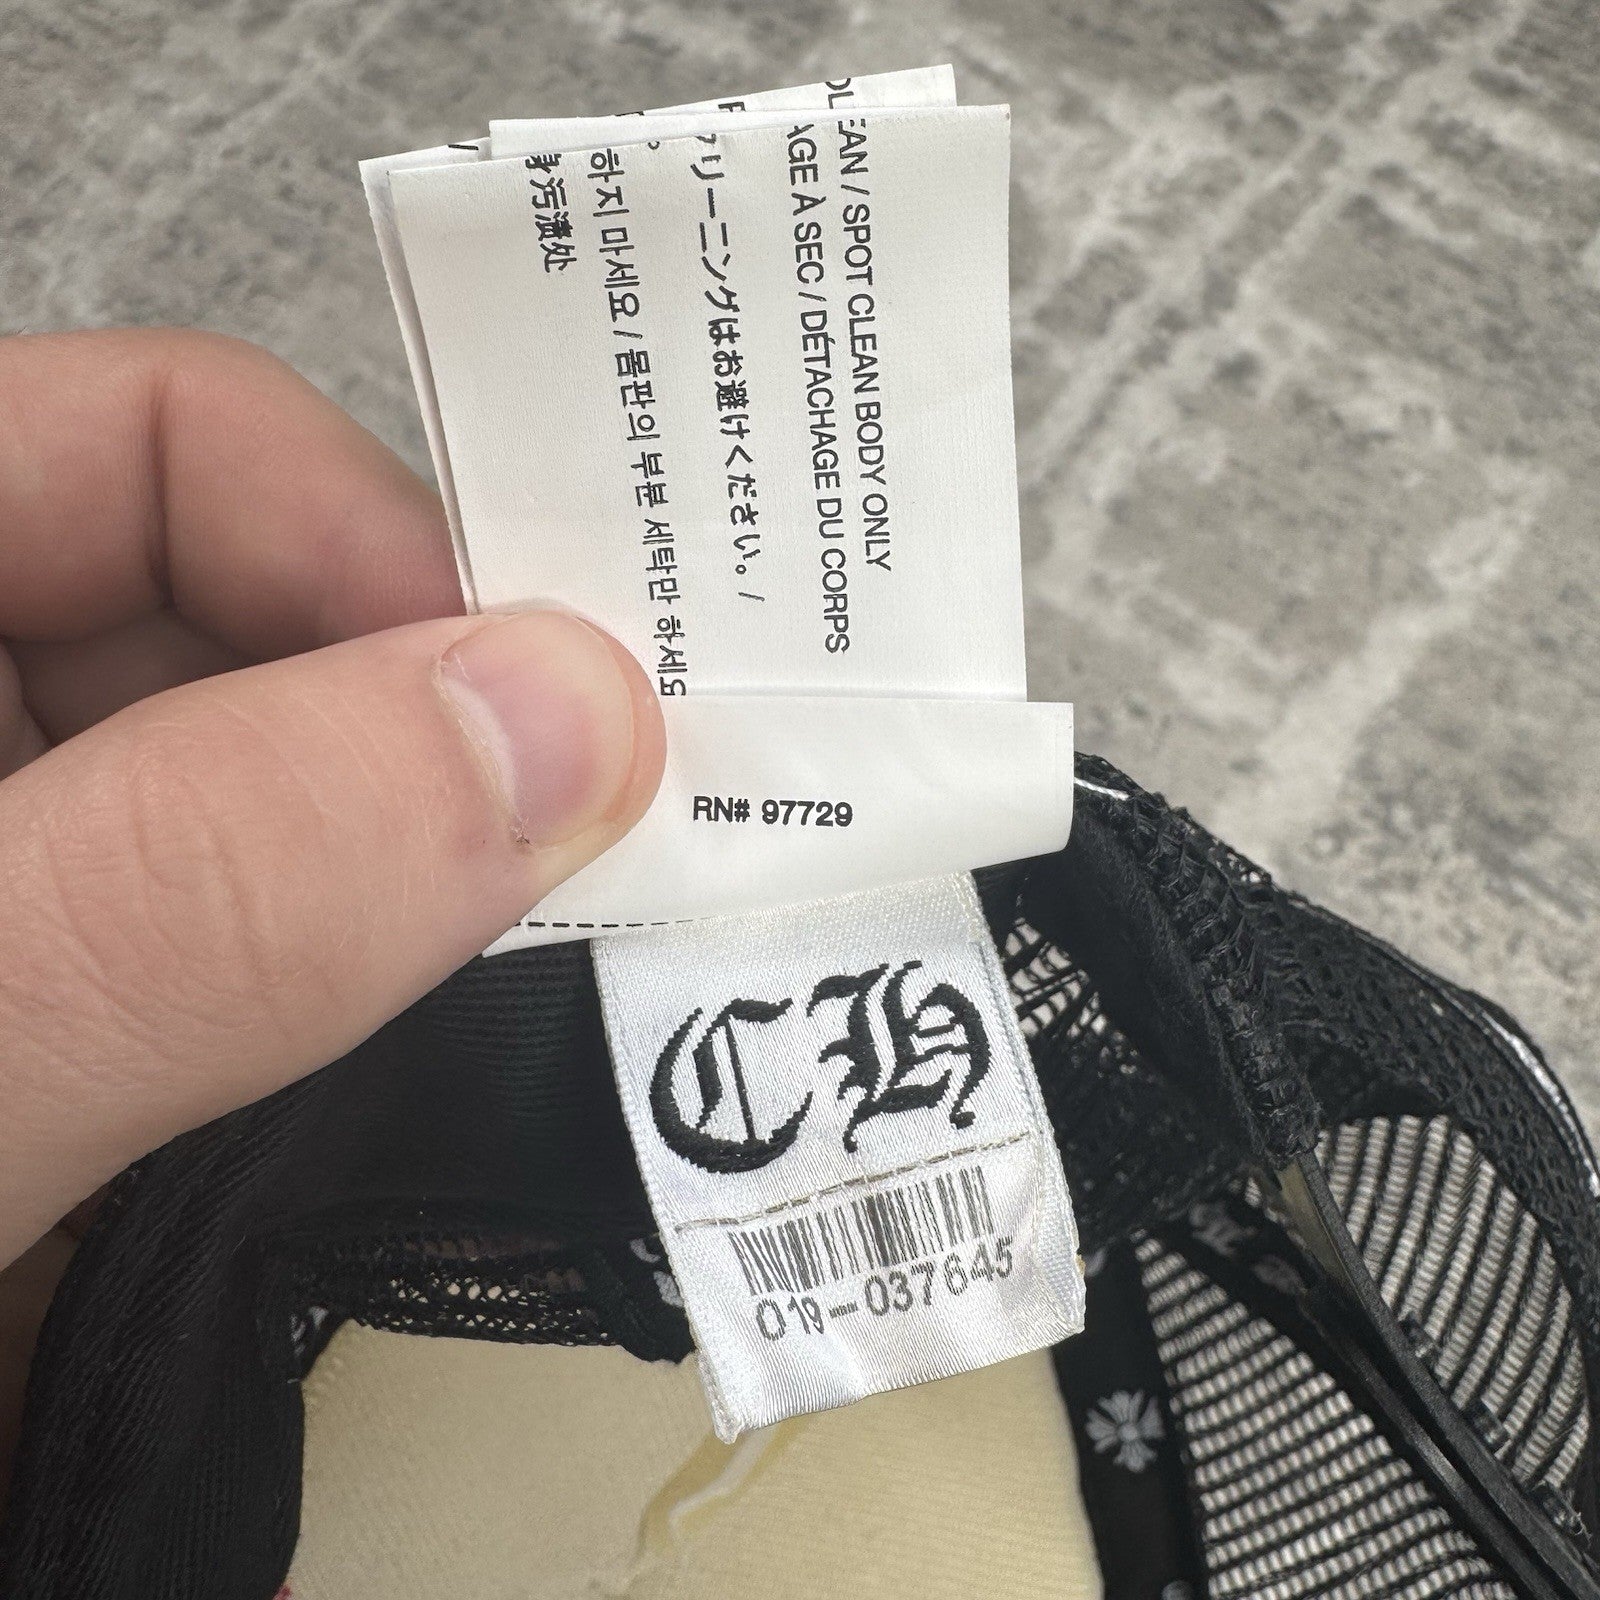 CLEAN / SPOT CLEAN BODY ONLY
AGE À SEC / DÉTACHAGE DU CORPS
リーニングはお避けください。/
하지 마세요 / 몸판의 부분 세탁만 하세요
身污渍处
RN# 97729
CH
019-037645